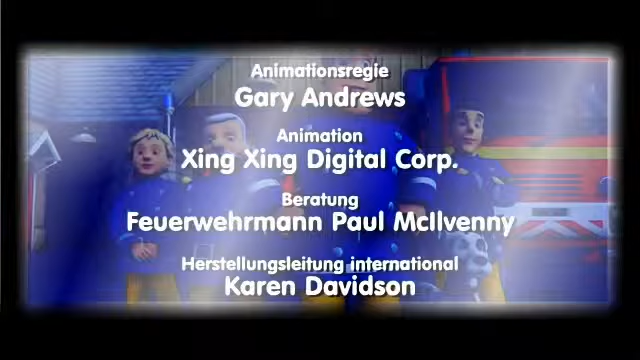 Animationsregie
Gary Andrews
Animation
Xing Xing Digital Corp.
Beratung
Feuerwehrmann Paul McIlvenny
Herstellungsleitung international
Karen Davidson